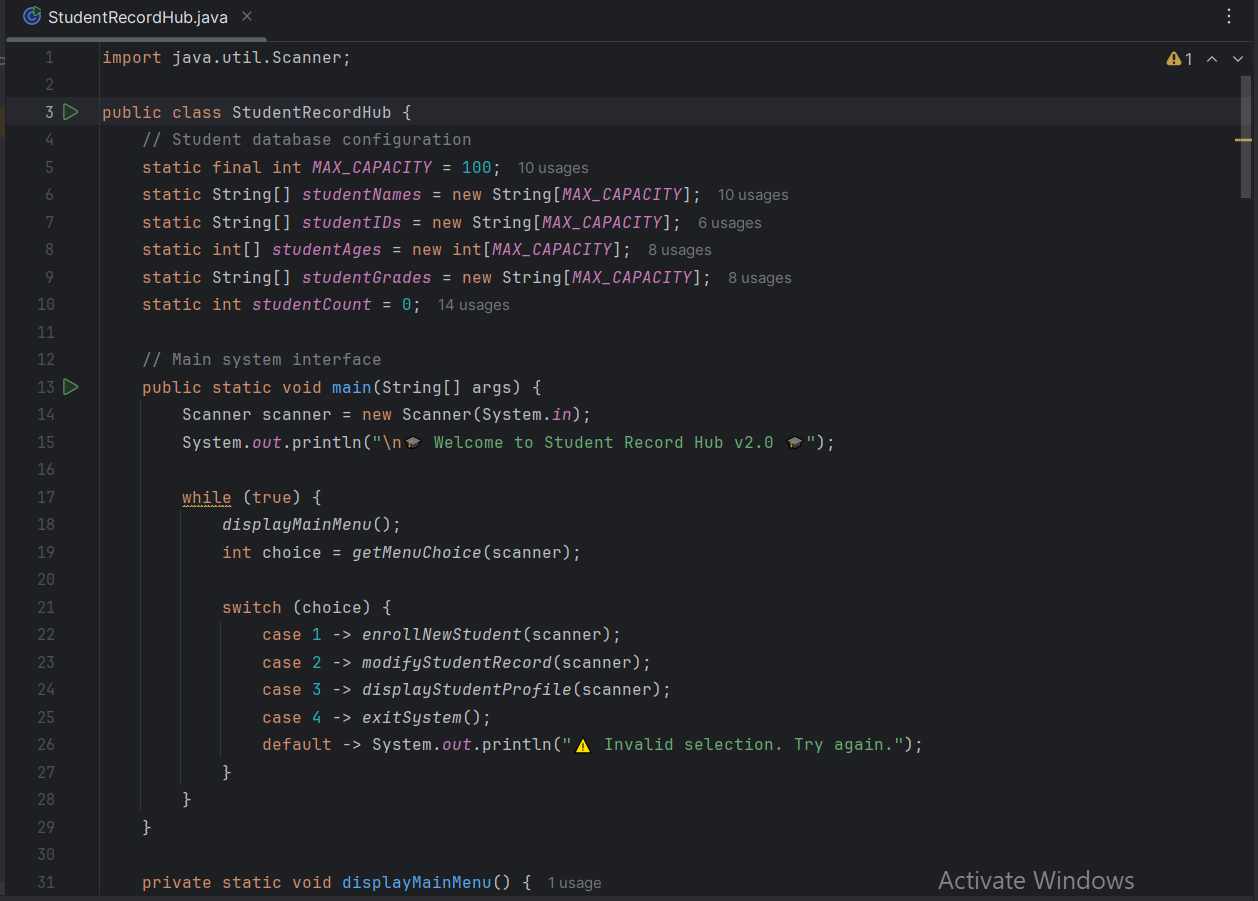 StudentRecordHub.java
1 import java.util.Scanner;
1
2
3 public class StudentRecordHub {
4 // Student database configuration
5 static final int MAX_CAPACITY = 100; 10 usages
6 static String[] studentNames = new String[MAX_CAPACITY]; 10 usages
7 static String[] studentIDs = new String[MAX_CAPACITY]; 6 usages
8 static int[] studentAges = new int[MAX_CAPACITY]; 8 usages
9 static String[] studentGrades = new String[MAX_CAPACITY]; 8 usages
10 static int studentCount = 0; 14 usages
11
12 // Main system interface
13 public static void main(String[] args) {
14 Scanner scanner = new Scanner(System.in);
15 System.out.println("\n🎓 Welcome to Student Record Hub v2.0 🎓");
16
17 while (true) {
18 displayMainMenu();
19 int choice = getMenuChoice(scanner);
20
21 switch (choice) {
22 case 1 -> enrollNewStudent(scanner);
23 case 2 -> modifyStudentRecord(scanner);
24 case 3 -> displayStudentProfile(scanner);
25 case 4 -> exitSystem();
26 default -> System.out.println("⚠️ Invalid selection. Try again.");
27 }
28 }
29 }
30
31 private static void displayMainMenu() { 1 usage
Activate Windows